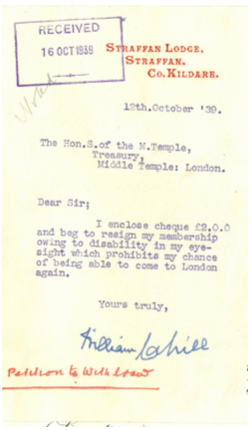 RECEIVED
16 OCT 1939
STRAFFAN LODGE.
STRAFFAN.
CO. KILDARE.
Noted
12th.October '39.
The Hon.S.of the M.Temple,
Treasury,
Middle Temple: London.
Dear Sir;
I enclose cheque £2.0.0
and beg to resign my membership
owing to disability in my eye-
sight which prohibits my chance
of being able to come to London
again.
Yours truly,
William Cahill
Petition to Withdraw